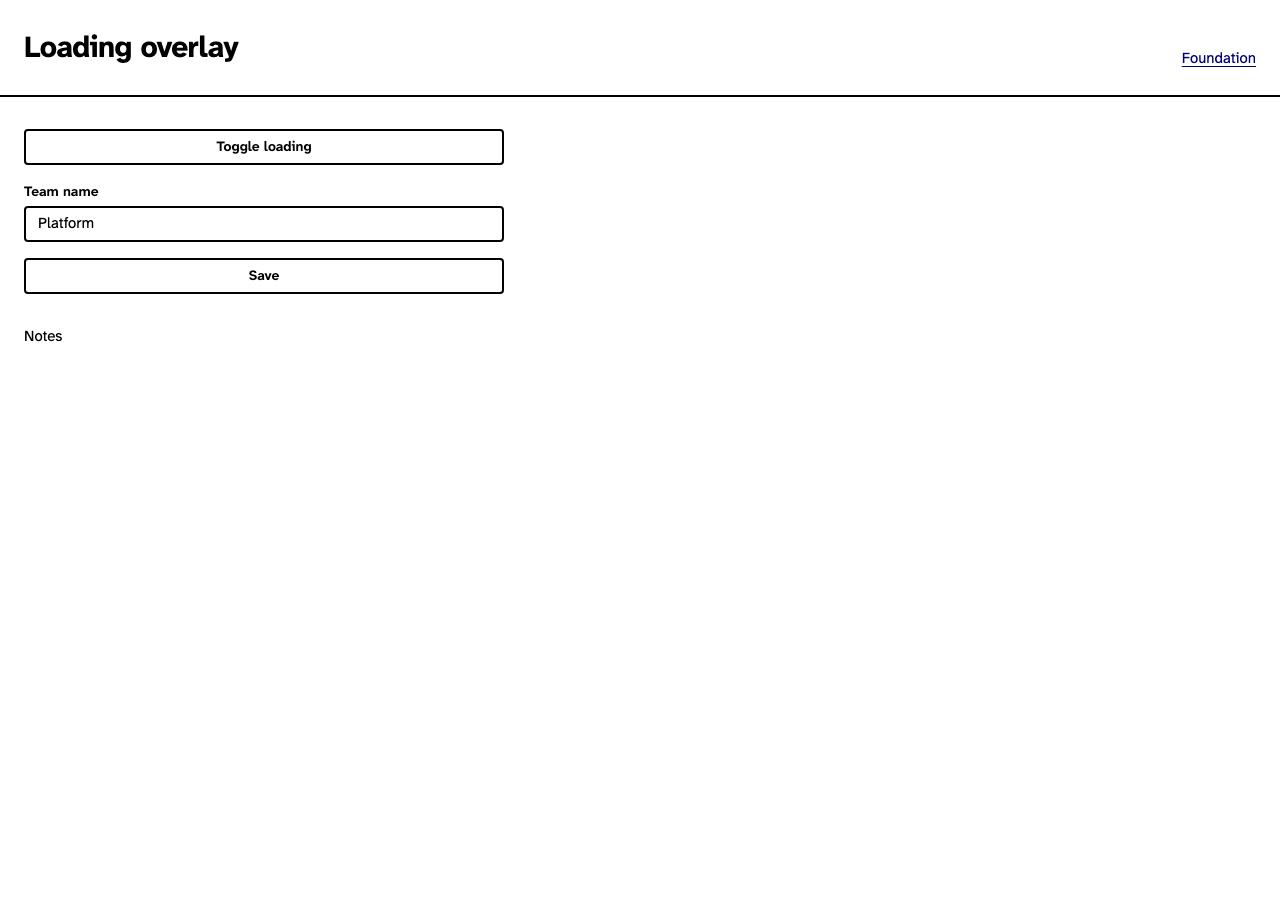 Loading overlay
Foundation
Toggle loading
Team name
Platform
Save
Notes